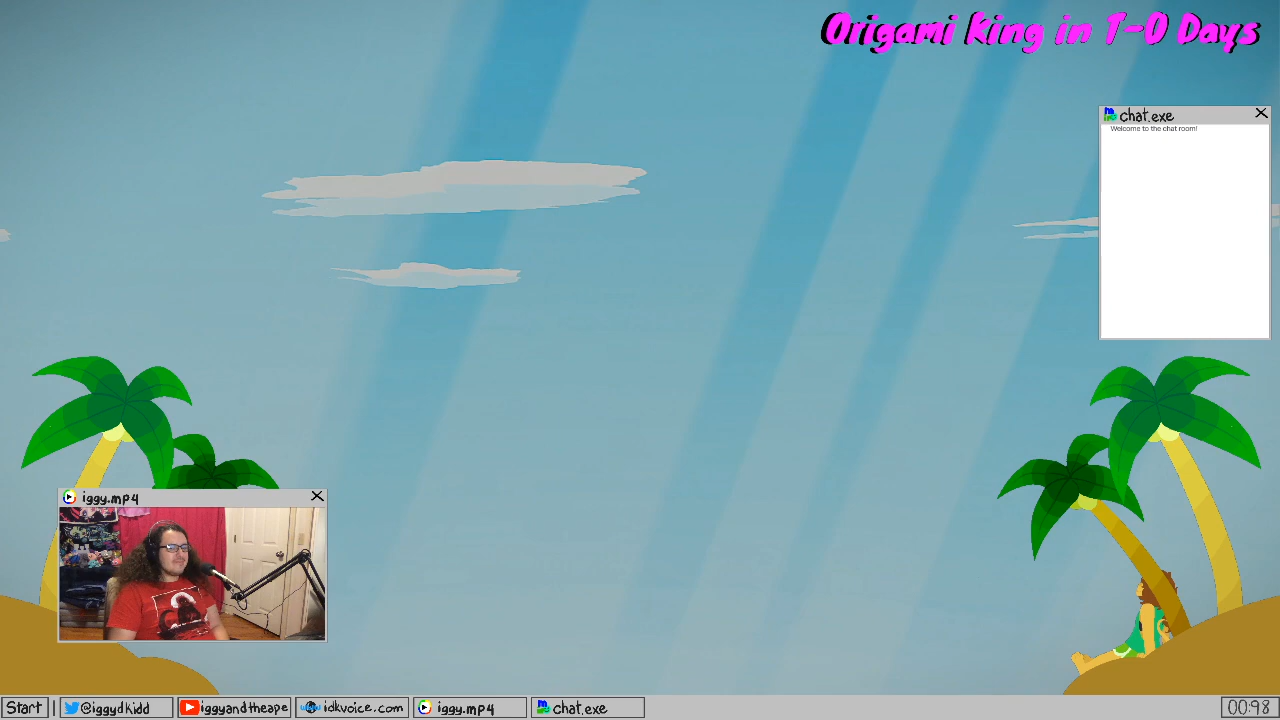 Origami King in T-0 Days
chat.exe
Welcome to the chat room!
iggy.mp4
Start | @iggydkidd iggyandtheape idkvoice.com iggy.mp4 chat.exe 00:98